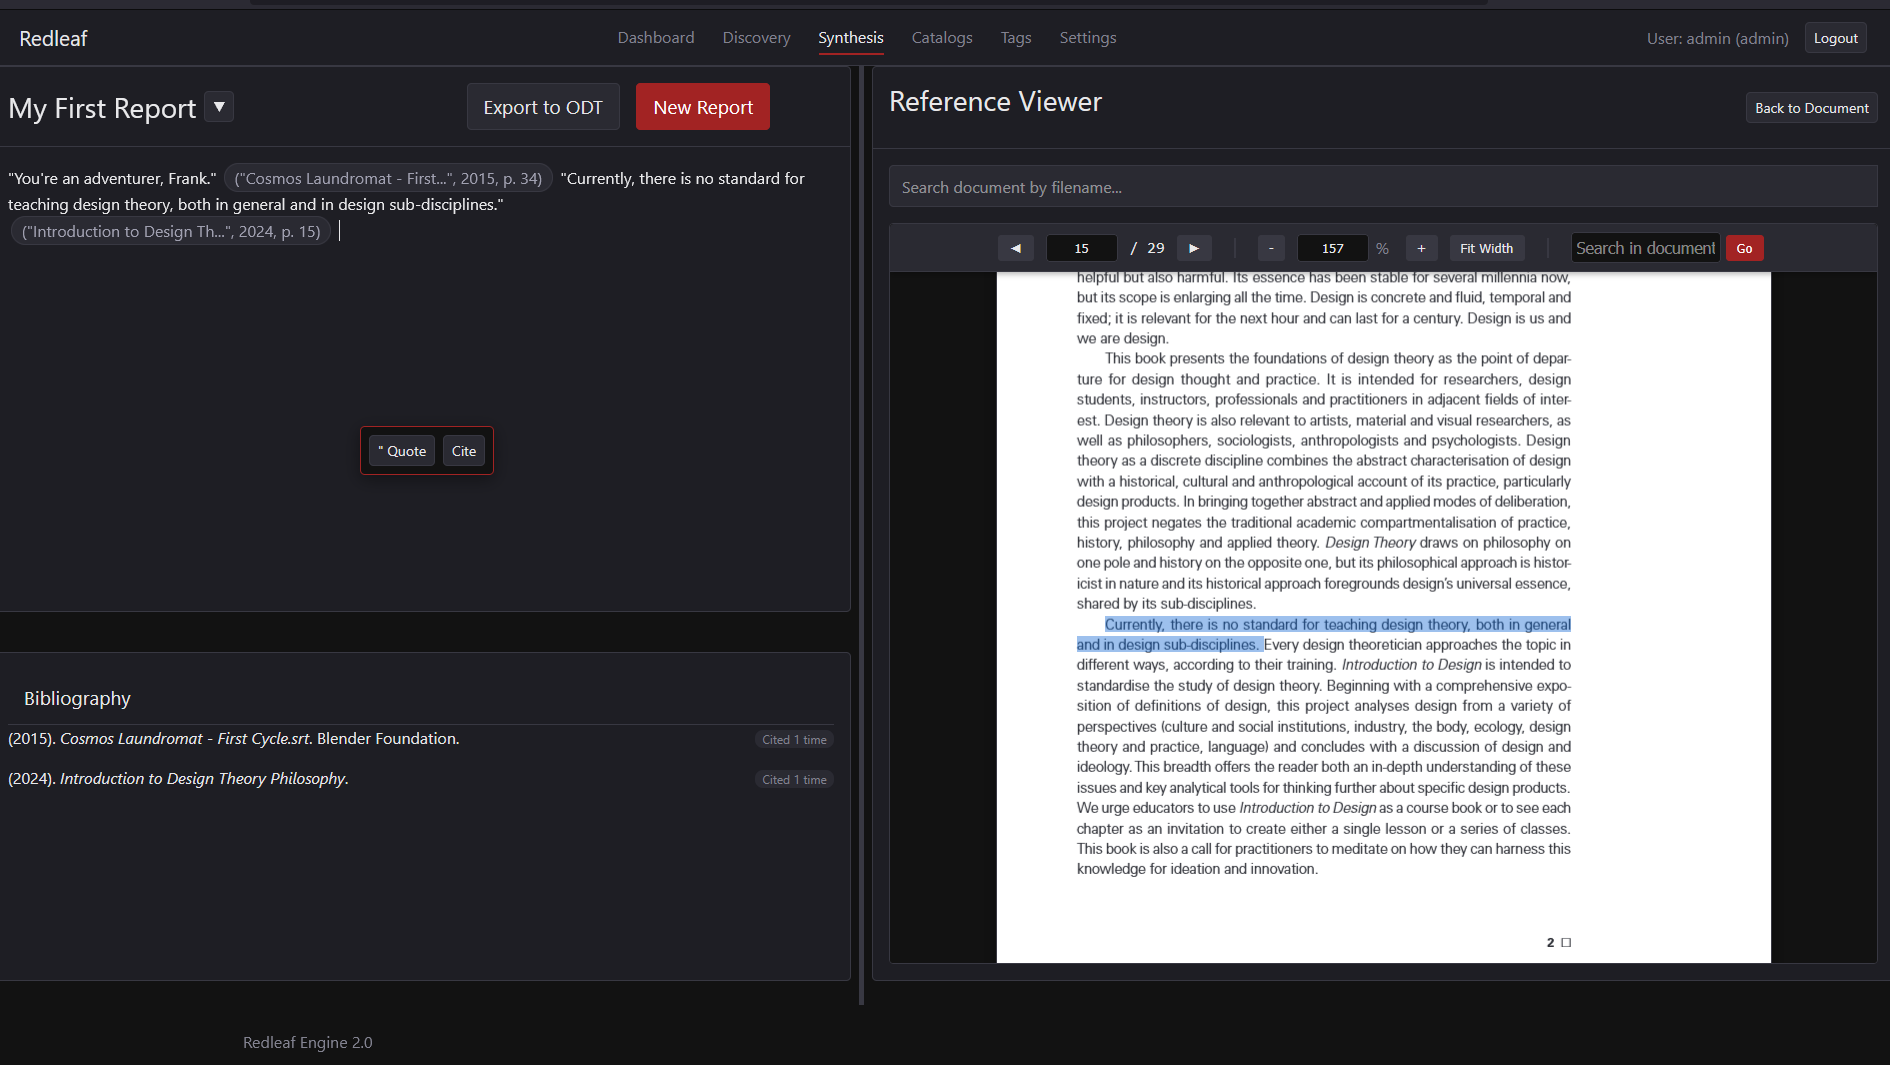 Redleaf
Dashboard Discovery Synthesis Catalogs Tags Settings
User: admin (admin) Logout
My First Report ▼
Export to ODT New Report
"You're an adventurer, Frank." ("Cosmos Laundromat - First...", 2015, p. 34) "Currently, there is no standard for
teaching design theory, both in general and in design sub-disciplines."
("Introduction to Design Th...", 2024, p. 15)
" Quote Cite
Bibliography
(2015). Cosmos Laundromat - First Cycle.srt. Blender Foundation. Cited 1 time
(2024). Introduction to Design Theory Philosophy. Cited 1 time
Reference Viewer
Back to Document
Search document by filename...
◄ 15 / 29 ► - 157 % + Fit Width Search in document Go
helpful but also harmful. Its essence has been stable for several millennia now,
but its scope is enlarging all the time. Design is concrete and fluid, temporal and
fixed; it is relevant for the next hour and can last for a century. Design is us and
we are design.
This book presents the foundations of design theory as the point of depar-
ture for design thought and practice. It is intended for researchers, design
students, instructors, professionals and practitioners in adjacent fields of inter-
est. Design theory is also relevant to artists, material and visual researchers, as
well as philosophers, sociologists, anthropologists and psychologists. Design
theory as a discrete discipline combines the abstract characterisation of design
with a historical, cultural and anthropological account of its practice, particularly
design products. In bringing together abstract and applied modes of deliberation,
this project negates the traditional academic compartmentalisation of practice,
history, philosophy and applied theory. Design Theory draws on philosophy on
one pole and history on the opposite one, but its philosophical approach is histor-
icist in nature and its historical approach foregrounds design's universal essence,
shared by its sub-disciplines.
Currently, there is no standard for teaching design theory, both in general
and in design sub-disciplines. Every design theoretician approaches the topic in
different ways, according to their training. Introduction to Design is intended to
standardise the study of design theory. Beginning with a comprehensive expo-
sition of definitions of design, this project analyses design from a variety of
perspectives (culture and social institutions, industry, the body, ecology, design
theory and practice, language) and concludes with a discussion of design and
ideology. This breadth offers the reader both an in-depth understanding of these
issues and key analytical tools for thinking further about specific design products.
We urge educators to use Introduction to Design as a course book or to see each
chapter as an invitation to create either a single lesson or a series of classes.
This book is also a call for practitioners to meditate on how they can harness this
knowledge for ideation and innovation.
2 □
Redleaf Engine 2.0